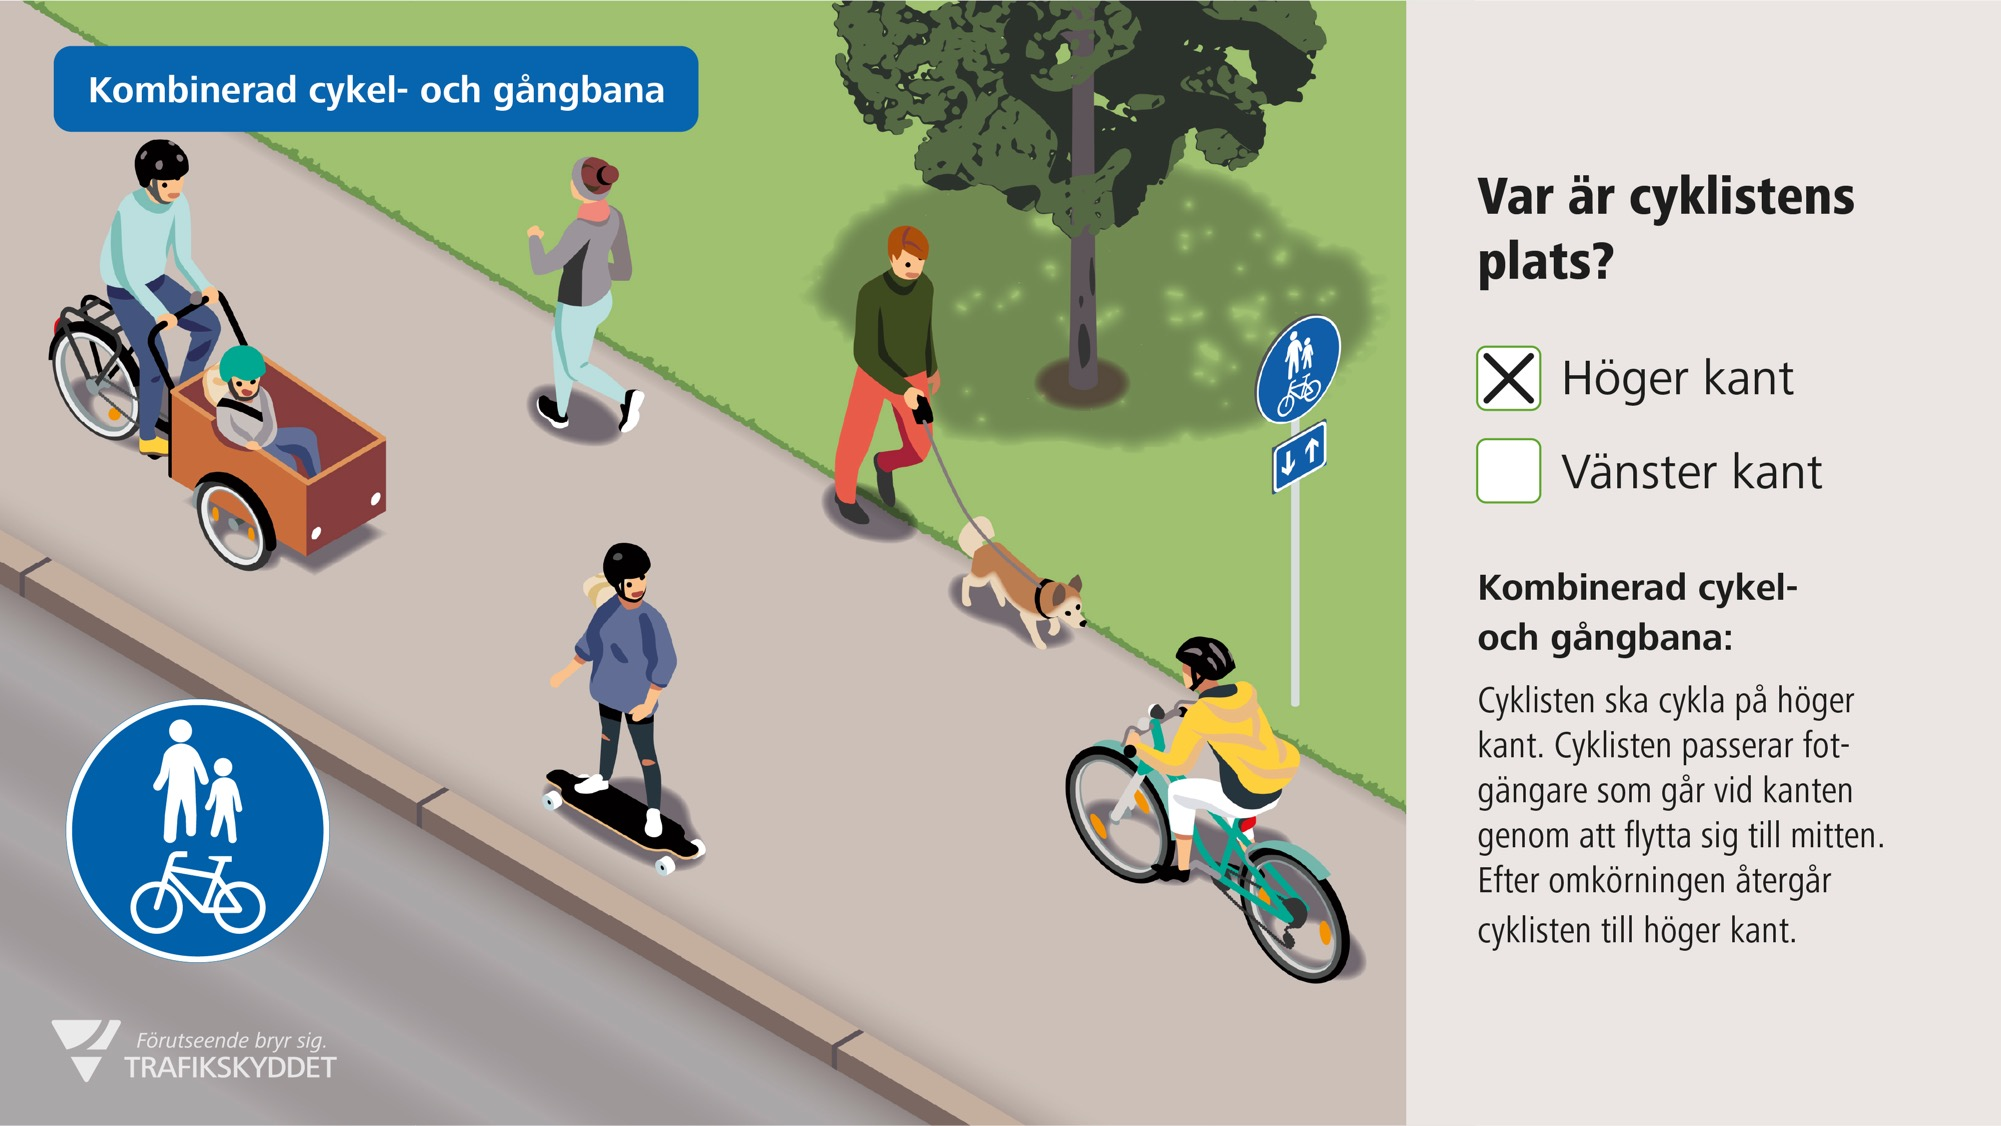 Kombinerad cykel- och gångbana
Förutseende bryr sig.
TRAFIKSKYDDET
Var är cyklistens
plats?
Höger kant
Vänster kant
Kombinerad cykel-
och gångbana:
Cyklisten ska cykla på höger
kant. Cyklisten passerar fot-
gängare som går vid kanten
genom att flytta sig till mitten.
Efter omkörningen återgår
cyklisten till höger kant.